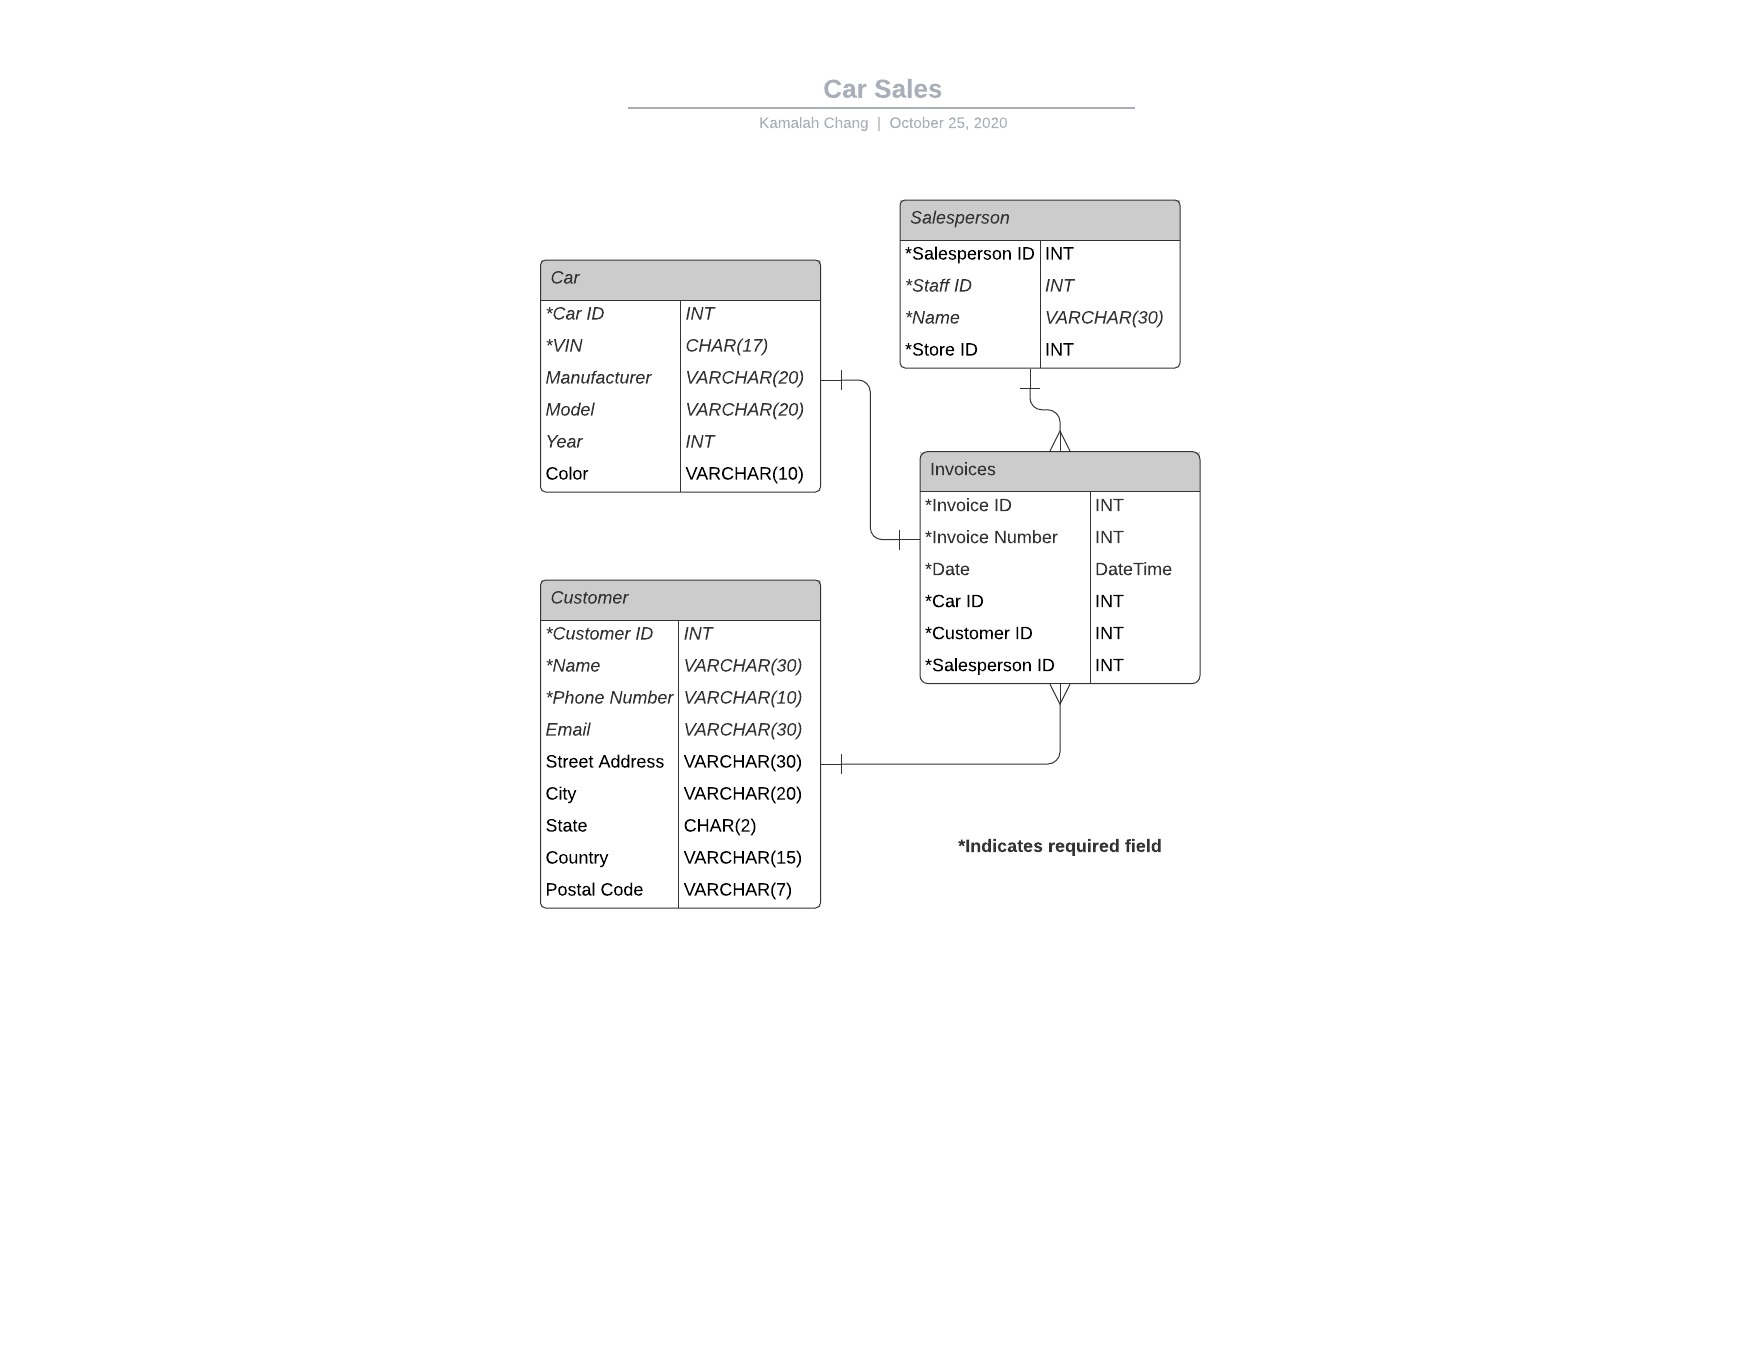 Car Sales
Kamalah Chang | October 25, 2020
Salesperson
*Salesperson ID INT
*Staff ID INT
*Name VARCHAR(30)
*Store ID INT
Car
*Car ID INT
*VIN CHAR(17)
Manufacturer VARCHAR(20)
Model VARCHAR(20)
Year INT
Color VARCHAR(10)
Invoices
*Invoice ID INT
*Invoice Number INT
*Date DateTime
*Car ID INT
*Customer ID INT
*Salesperson ID INT
Customer
*Customer ID INT
*Name VARCHAR(30)
*Phone Number VARCHAR(10)
Email VARCHAR(30)
Street Address VARCHAR(30)
City VARCHAR(20)
State CHAR(2)
Country VARCHAR(15)
Postal Code VARCHAR(7)
*Indicates required field